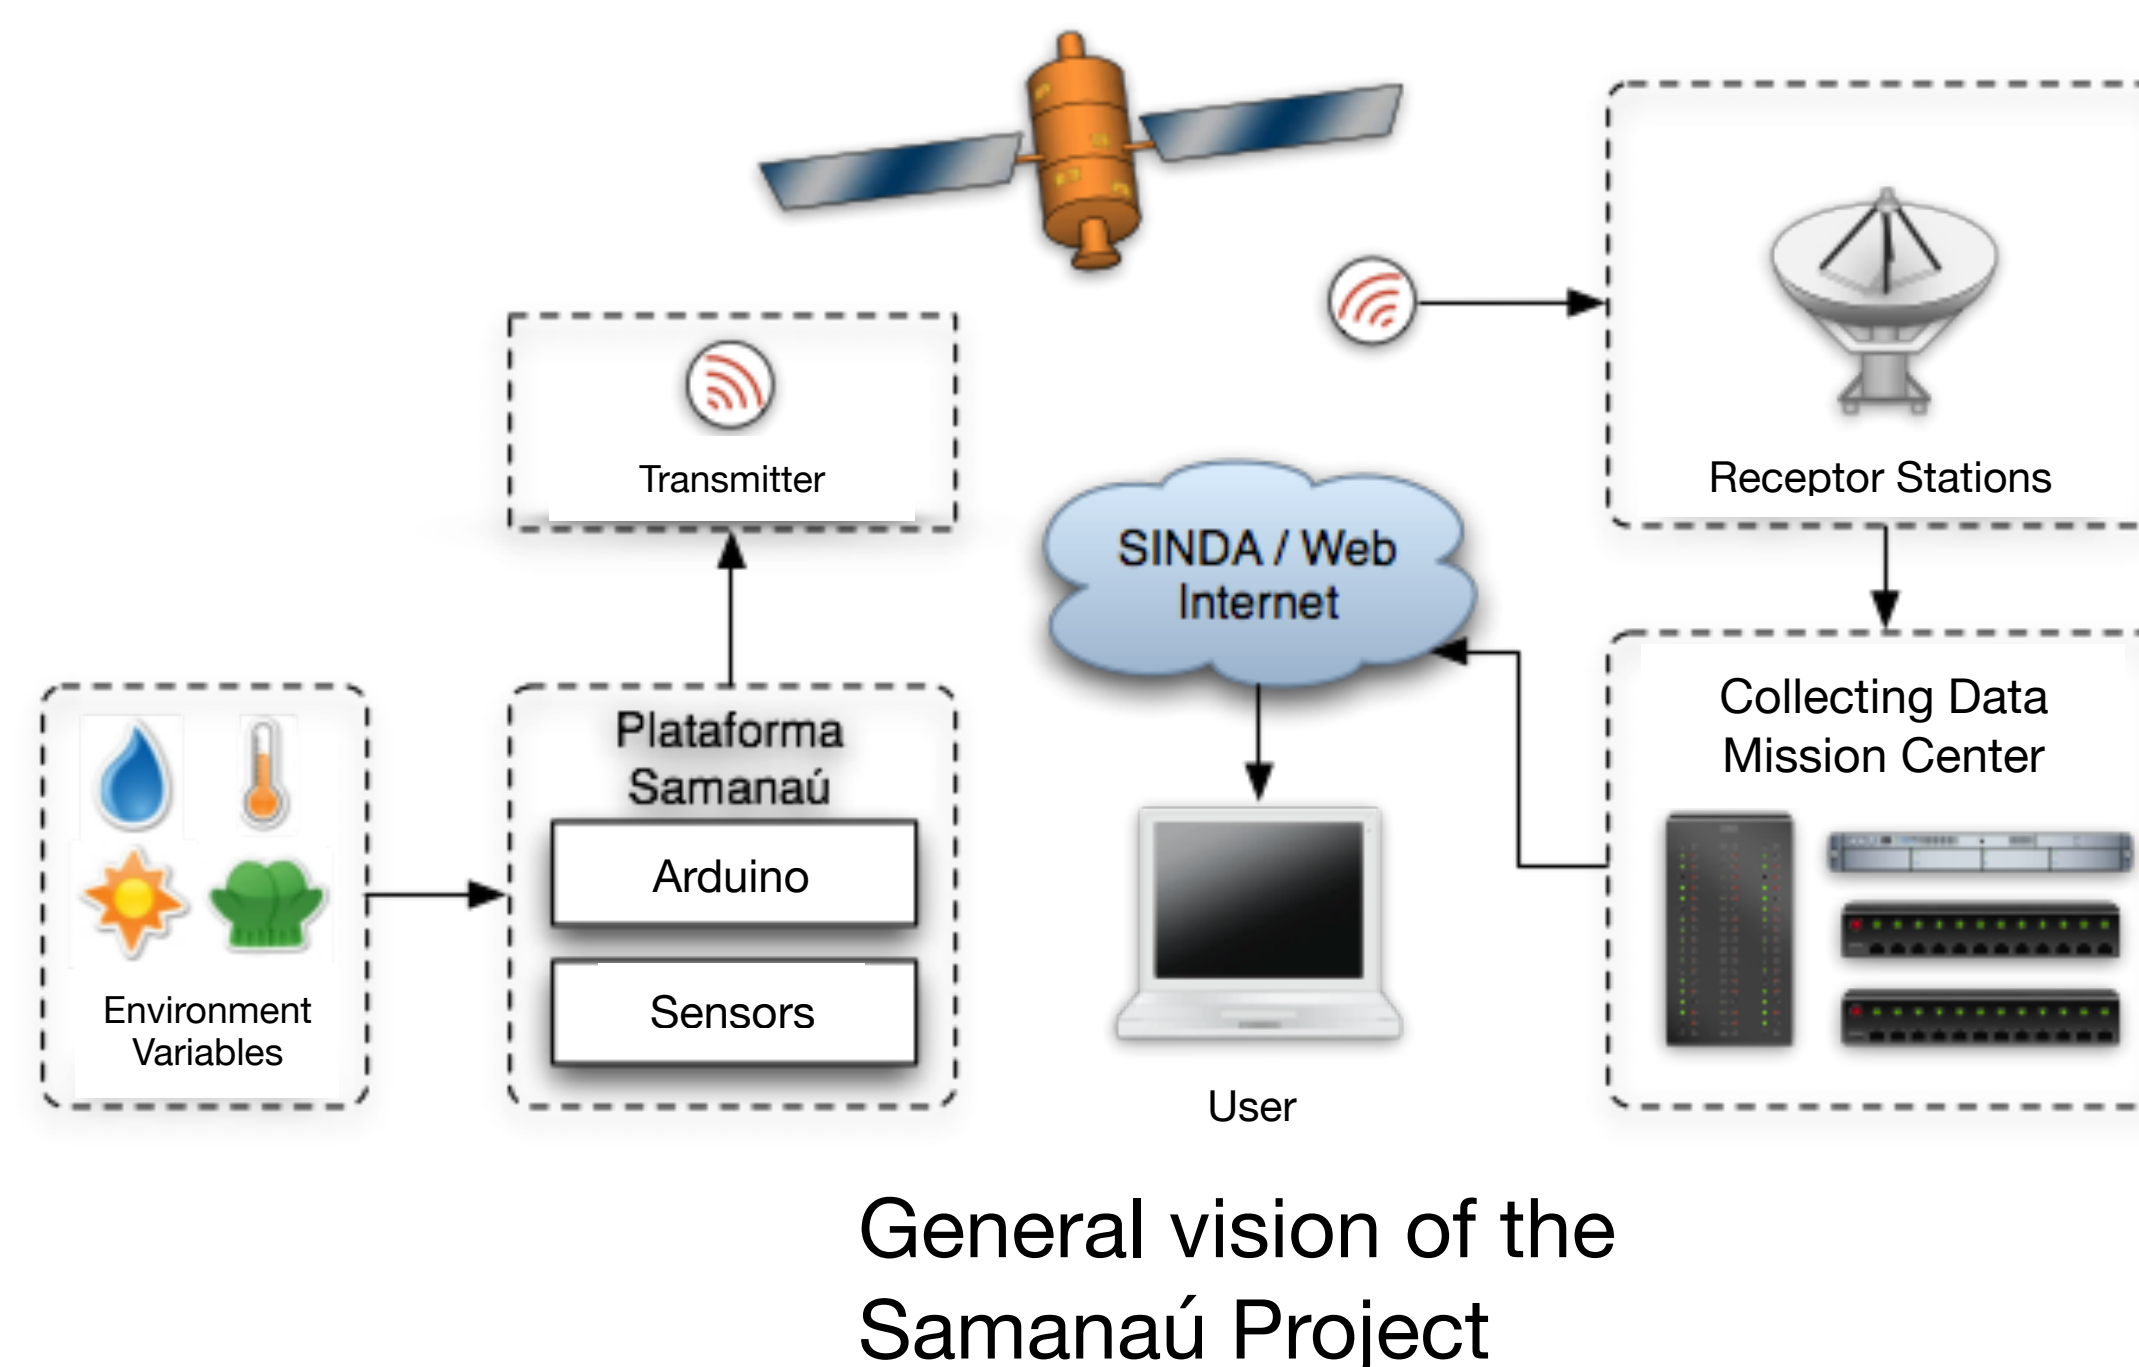 Transmitter
Receptor Stations
SINDA / Web
Internet
Environment
Variables
Plataforma
Samanaú
Arduino
Sensors
User
Collecting Data
Mission Center
General vision of the
Samanaú Project